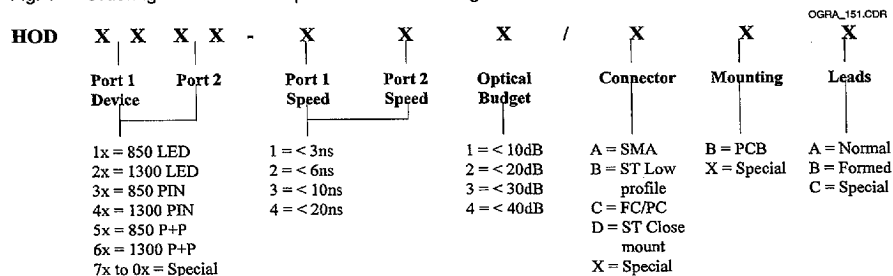 OGRA_151.CDR
HOD X X X X - X X X / X X X
Port 1 Device
Port 2
Port 1 Speed
Port 2 Speed
Optical Budget
Connector
Mounting
Leads
1x = 850 LED
2x = 1300 LED
3x = 850 PIN
4x = 1300 PIN
5x = 850 P+P
6x = 1300 P+P
7x to 0x = Special
1 = < 3ns
2 = < 6ns
3 = < 10ns
4 = < 20ns
1 = < 10dB
2 = < 20dB
3 = < 30dB
4 = < 40dB
A = SMA
B = ST Low
profile
C = FC/PC
D = ST Close
mount
X = Special
B = PCB
X = Special
A = Normal
B = Formed
C = Special